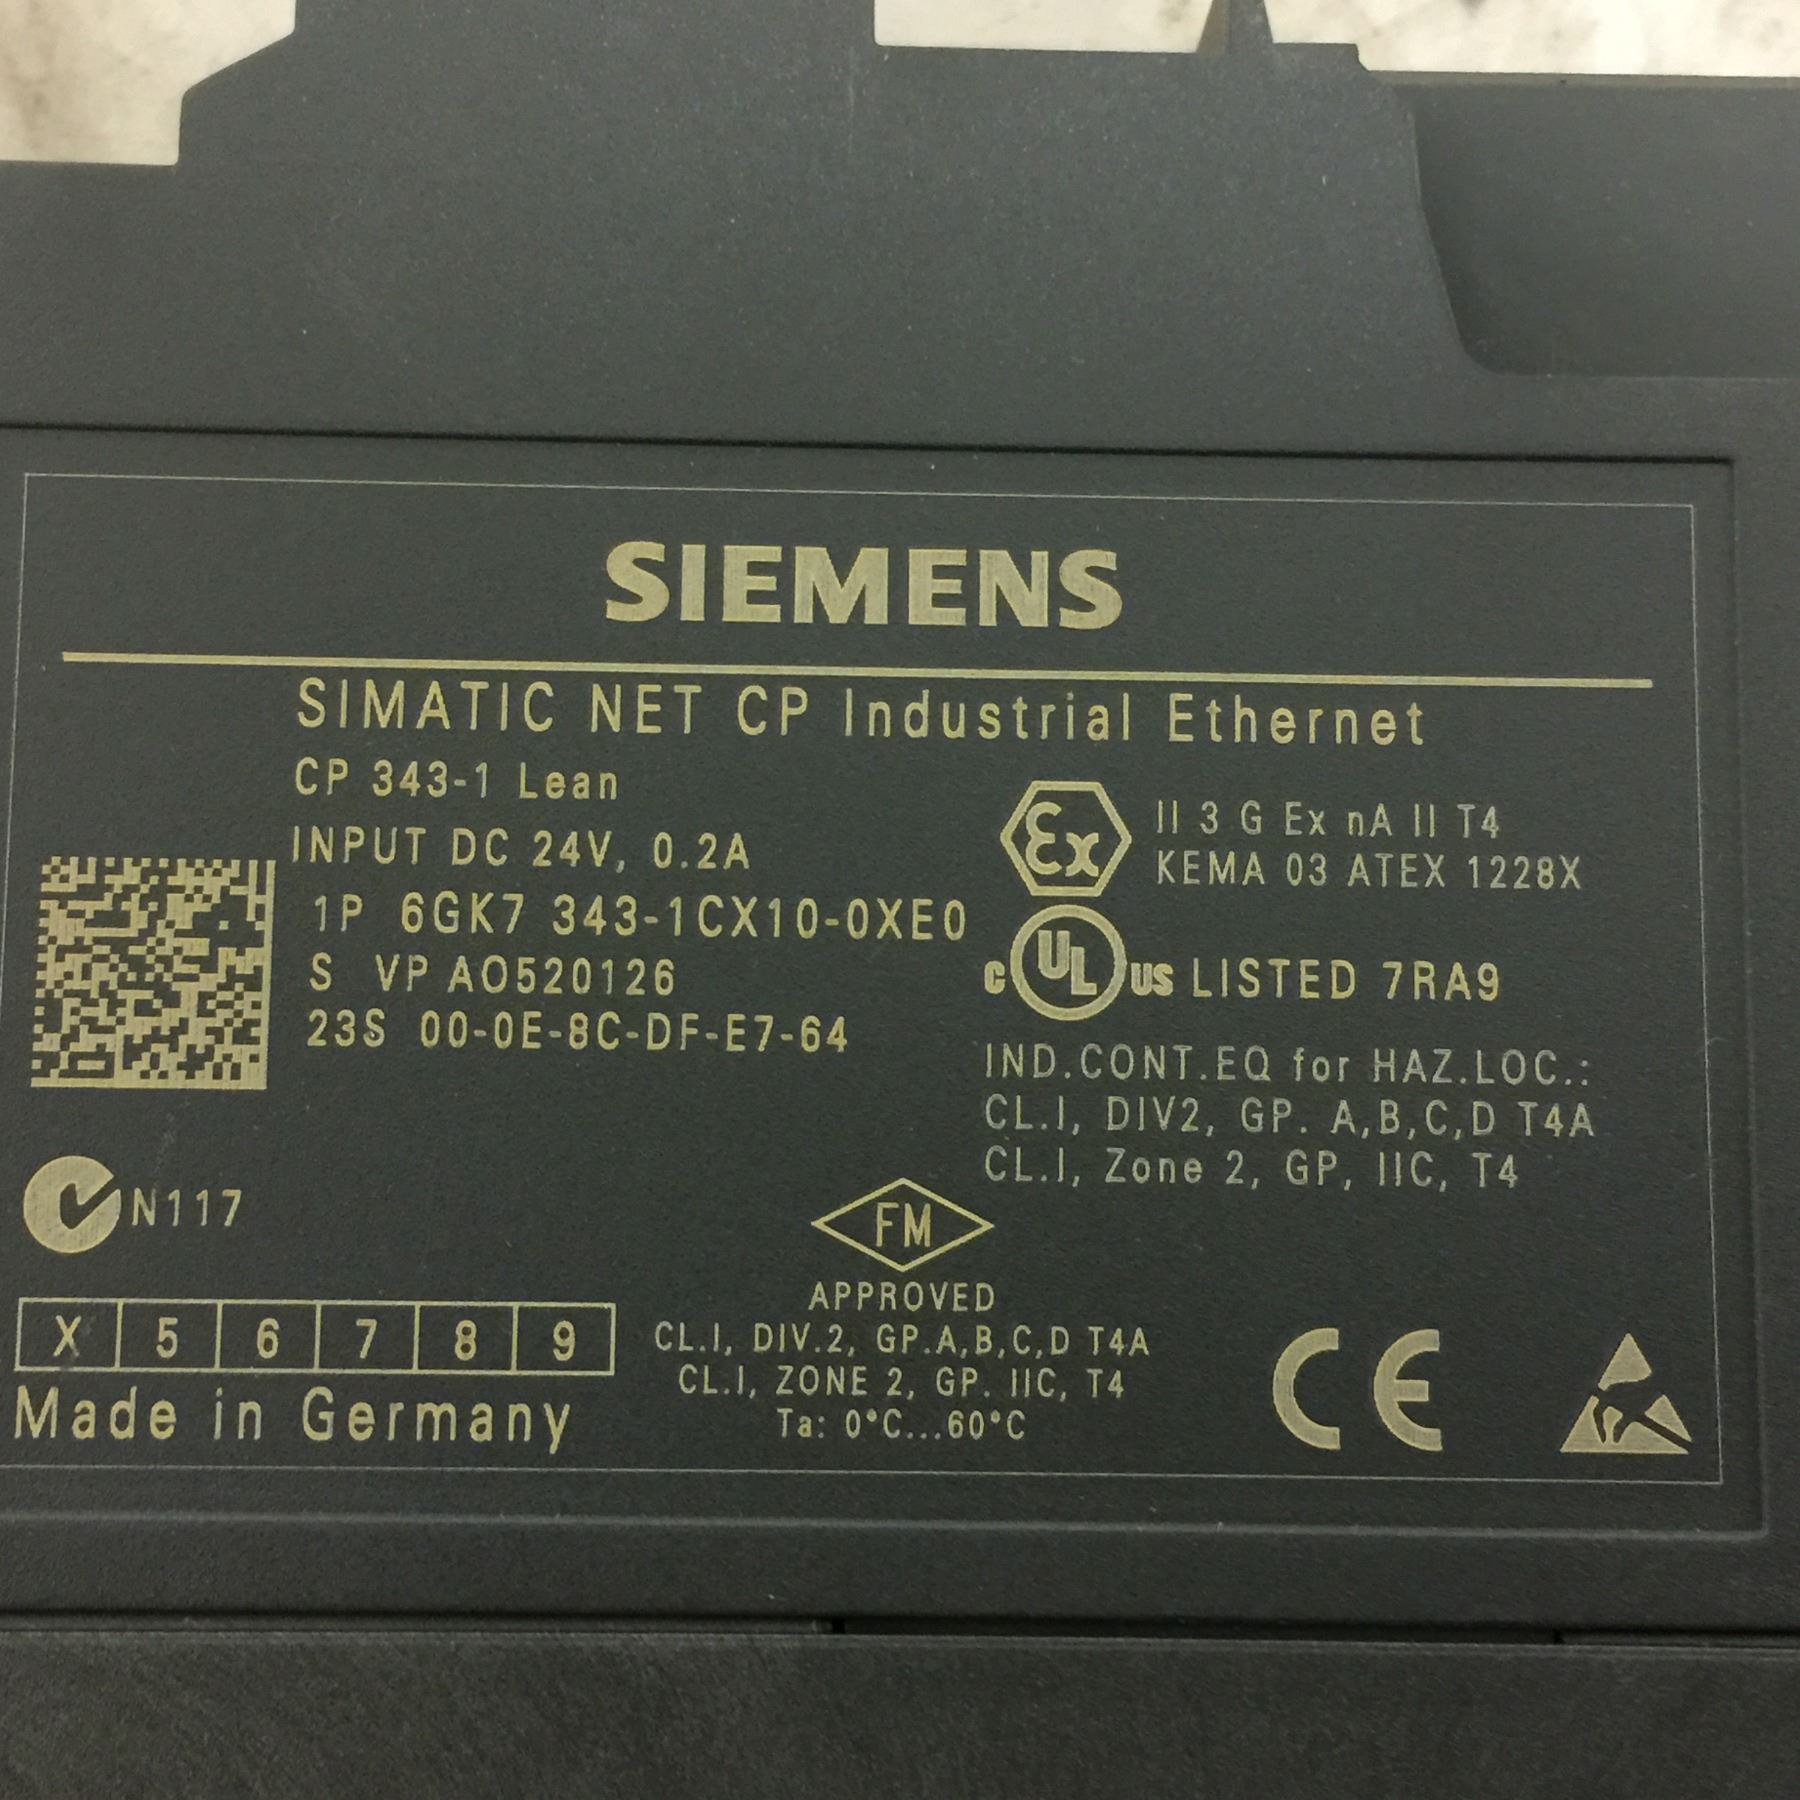 SIEMENS
SIMATIC NET CP Industrial Ethernet
CP 343-1 Lean
INPUT DC 24V, 0.2A
1P 6GK7 343-1CX10-0XE0
S VP AO520126
23S 00-0E-8C-DF-E7-64
Ex
II 3 G Ex nA II T4
KEMA 03 ATEX 1228X
C UL US LISTED 7RA9
IND.CONT.EQ for HAZ.LOC.:
CL.I, DIV2, GP. A,B,C,D T4A
CL.I, Zone 2, GP, IIC, T4
N117
FM
APPROVED
CL.I, DIV.2, GP.A,B,C,D T4A
CL.I, ZONE 2, GP. IIC, T4
Ta: 0°C...60°C
X 5 6 7 8 9
Made in Germany
CE